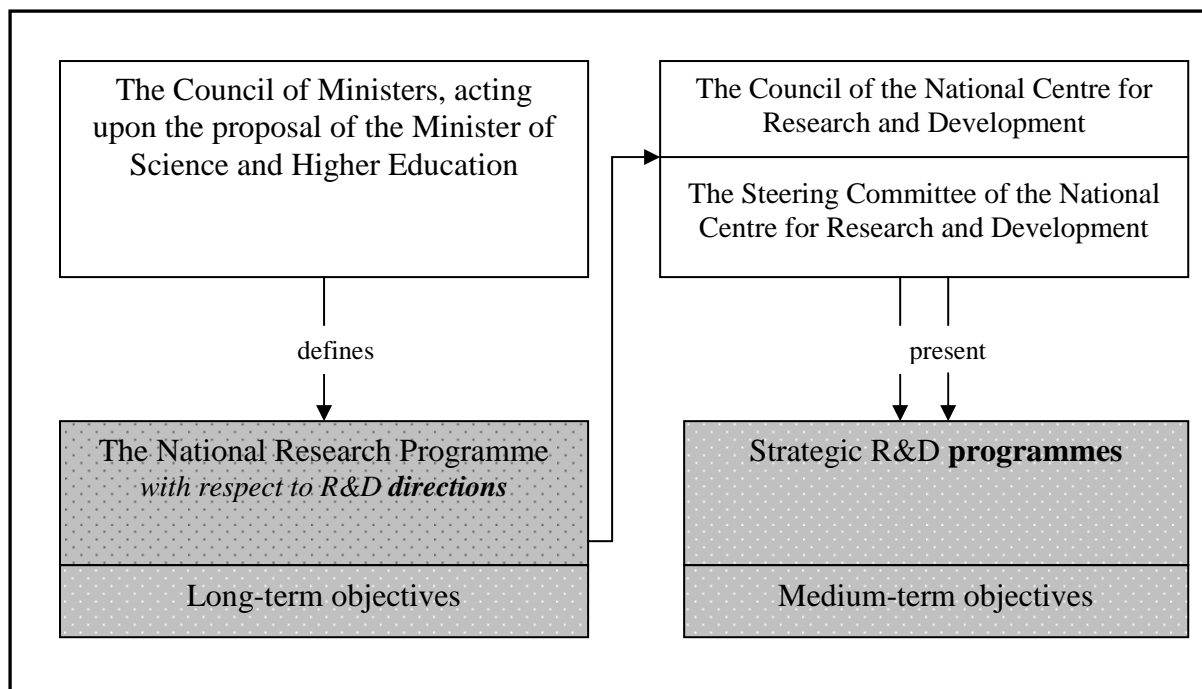 The Council of Ministers, acting
upon the proposal of the Minister of
Science and Higher Education
defines
The National Research Programme
with respect to R&D directions
Long-term objectives
The Council of the National Centre for
Research and Development
The Steering Committee of the National
Centre for Research and Development
present
Strategic R&D programmes
Medium-term objectives